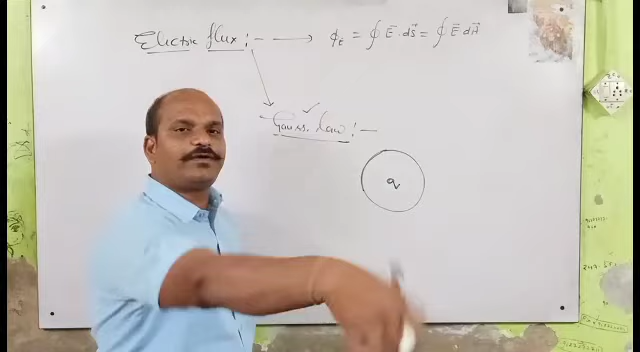 Electric flux :- → ϕ_E = ∮ E⃗ . dS⃗ = ∮ E⃗ . dA⃗
Gauss. Law :-
q